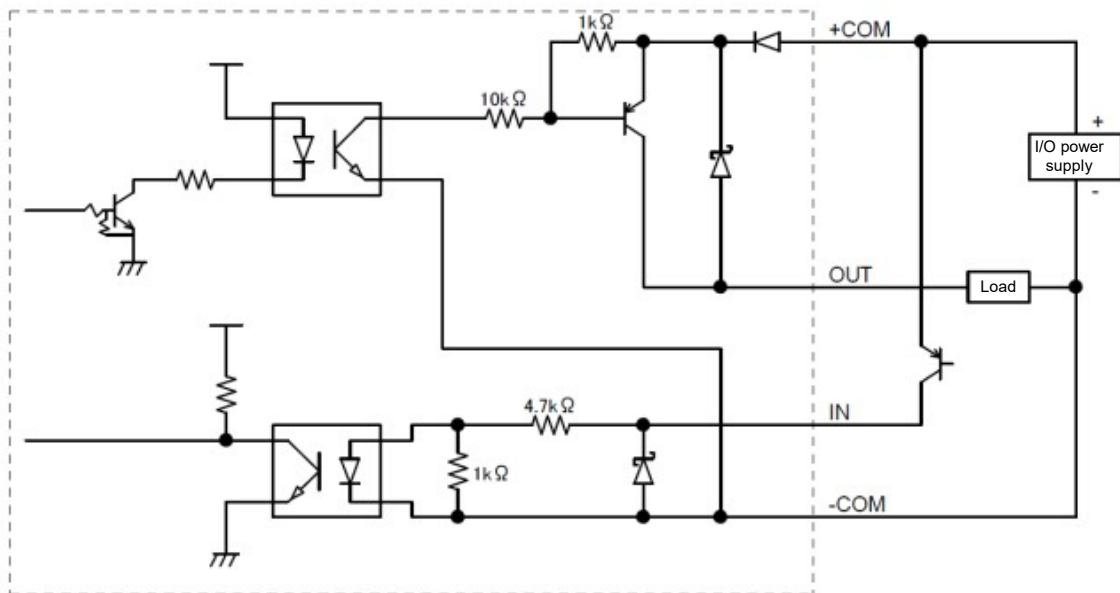 1kΩ
+COM
10kΩ
+
I/O power
supply
-
OUT
Load
4.7kΩ
IN
1kΩ
-COM